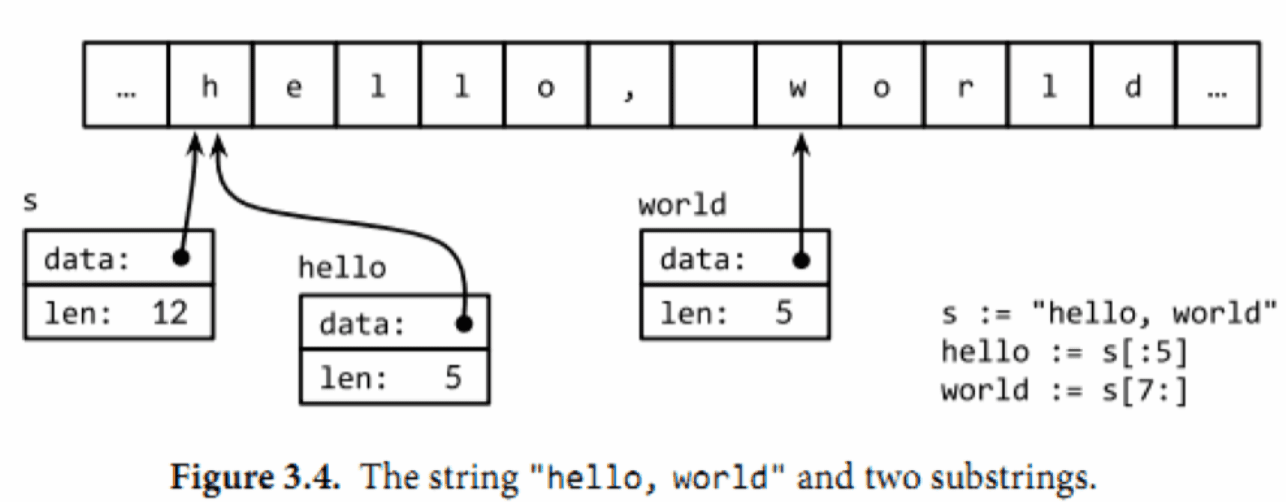 … h e l l o , w o r l d …
s
data:
len: 12
hello
data:
len: 5
world
data:
len: 5
s := "hello, world"
hello := s[:5]
world := s[7:]
Figure 3.4. The string "hello, world" and two substrings.